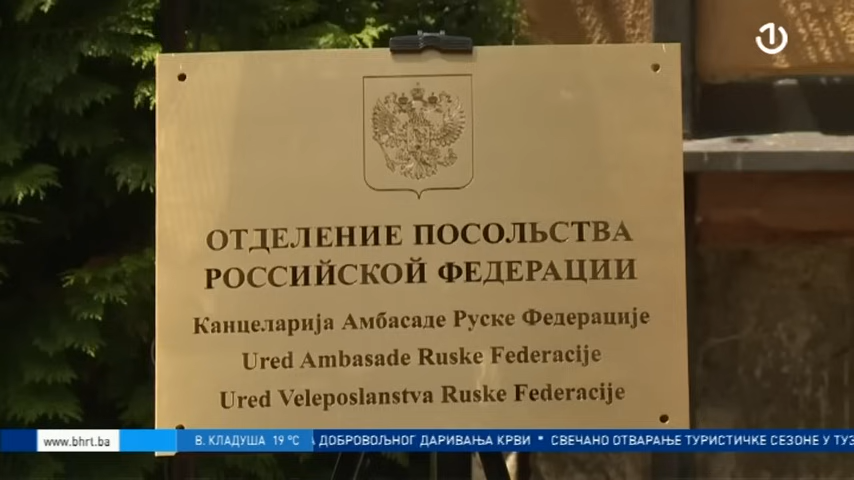 ОТДЕЛЕНИЕ ПОСОЛЬСТВА
РОССИЙСКОЙ ФЕДЕРАЦИИ
Канцеларија Амбасаде Руске Федерације
Ured Ambasade Ruske Federacije
Ured Veleposlanstva Ruske Federacije
www.bhrt.ba В. КЛАДУША 19 °C ДОБРОВОЉНОГ ДАРИВАЊА КРВИ * СВЕЧАНО ОТВАРАЊЕ ТУРИСТИЧКЕ СЕЗОНЕ У ТУЗ